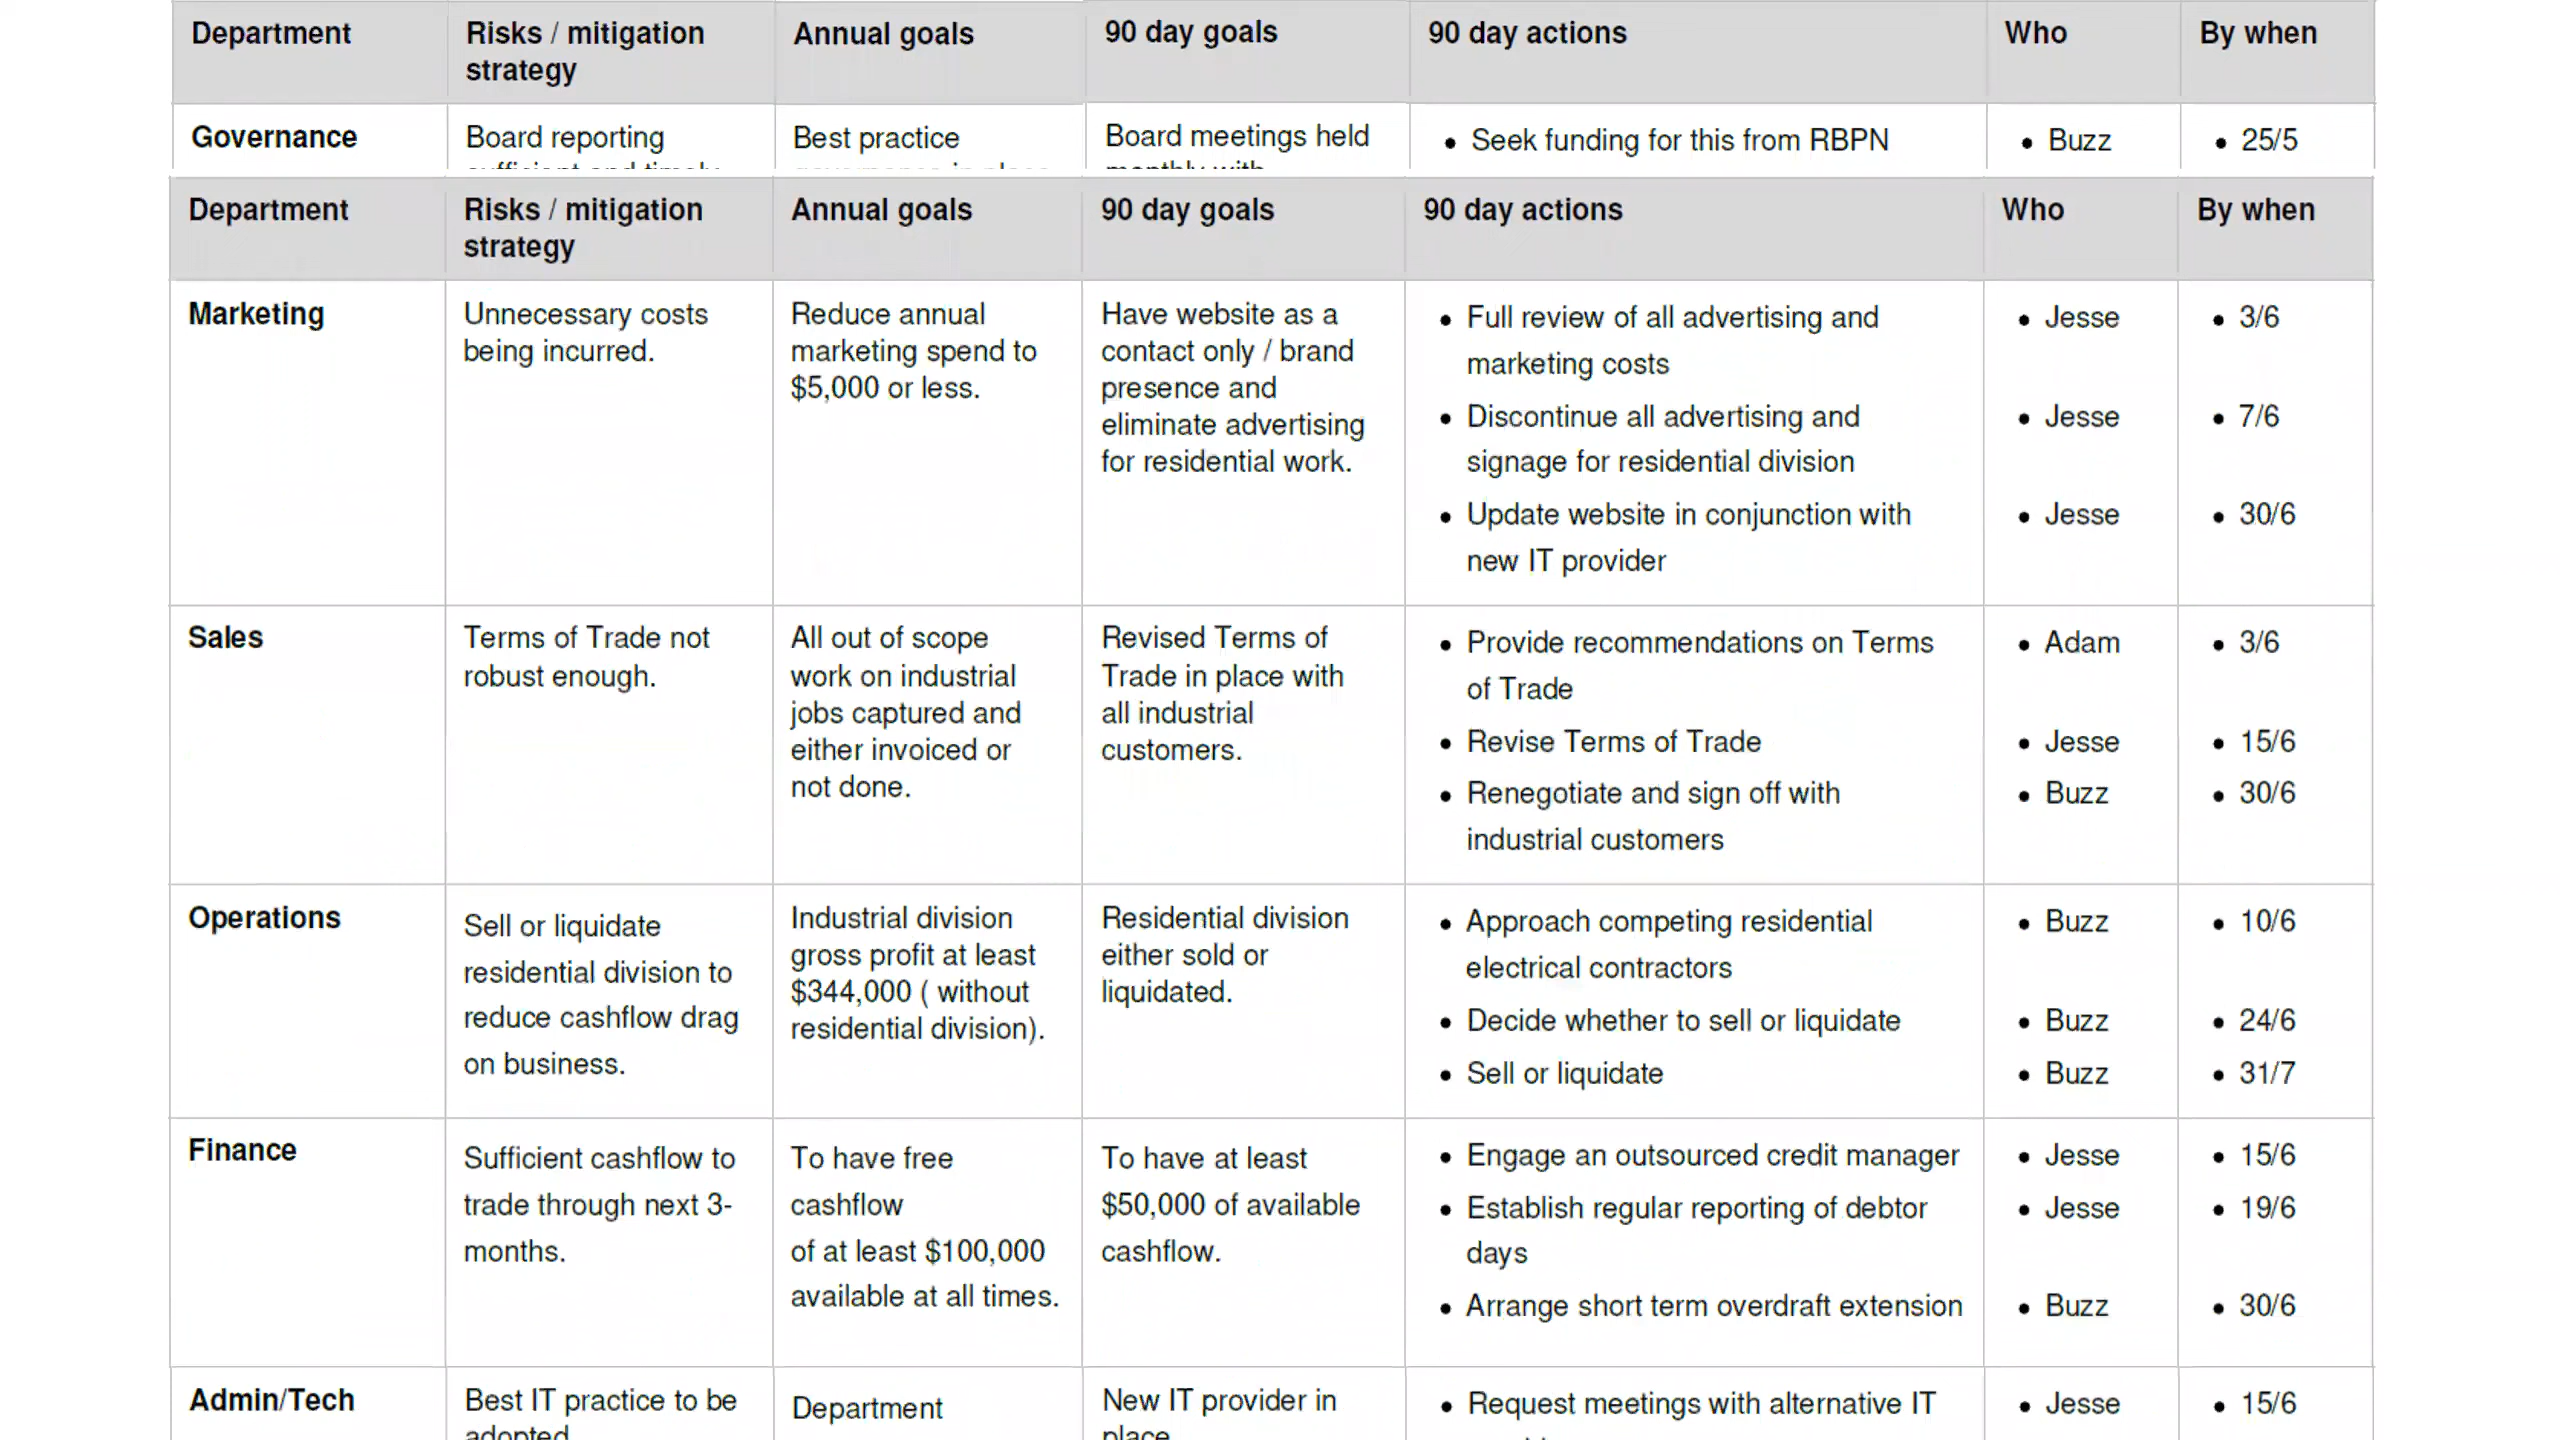 Department
Risks / mitigation
strategy
Annual goals
90 day goals
90 day actions
Who
By when
Governance
Board reporting
sufficient and timely
Best practice
governance in place
Board meetings held
monthly with
• Seek funding for this from RBPN
• Buzz
• 25/5
Department
Risks / mitigation
strategy
Annual goals
90 day goals
90 day actions
Who
By when
Marketing
Unnecessary costs
being incurred.
Reduce annual
marketing spend to
$5,000 or less.
Have website as a
contact only / brand
presence and
eliminate advertising
for residential work.
• Full review of all advertising and
marketing costs
• Discontinue all advertising and
signage for residential division
• Update website in conjunction with
new IT provider
• Jesse
• Jesse
• Jesse
• 3/6
• 7/6
• 30/6
Sales
Terms of Trade not
robust enough.
All out of scope
work on industrial
jobs captured and
either invoiced or
not done.
Revised Terms of
Trade in place with
all industrial
customers.
• Provide recommendations on Terms
of Trade
• Revise Terms of Trade
• Renegotiate and sign off with
industrial customers
• Adam
• Jesse
• Buzz
• 3/6
• 15/6
• 30/6
Operations
Sell or liquidate
residential division to
reduce cashflow drag
on business.
Industrial division
gross profit at least
$344,000 ( without
residential division).
Residential division
either sold or
liquidated.
• Approach competing residential
electrical contractors
• Decide whether to sell or liquidate
• Sell or liquidate
• Buzz
• Buzz
• Buzz
• 10/6
• 24/6
• 31/7
Finance
Sufficient cashflow to
trade through next 3-
months.
To have free
cashflow
of at least $100,000
available at all times.
To have at least
$50,000 of available
cashflow.
• Engage an outsourced credit manager
• Establish regular reporting of debtor
days
• Arrange short term overdraft extension
• Jesse
• Jesse
• Buzz
• 15/6
• 19/6
• 30/6
Admin/Tech
Best IT practice to be
adopted
Department
New IT provider in
place
• Request meetings with alternative IT
• Jesse
• 15/6